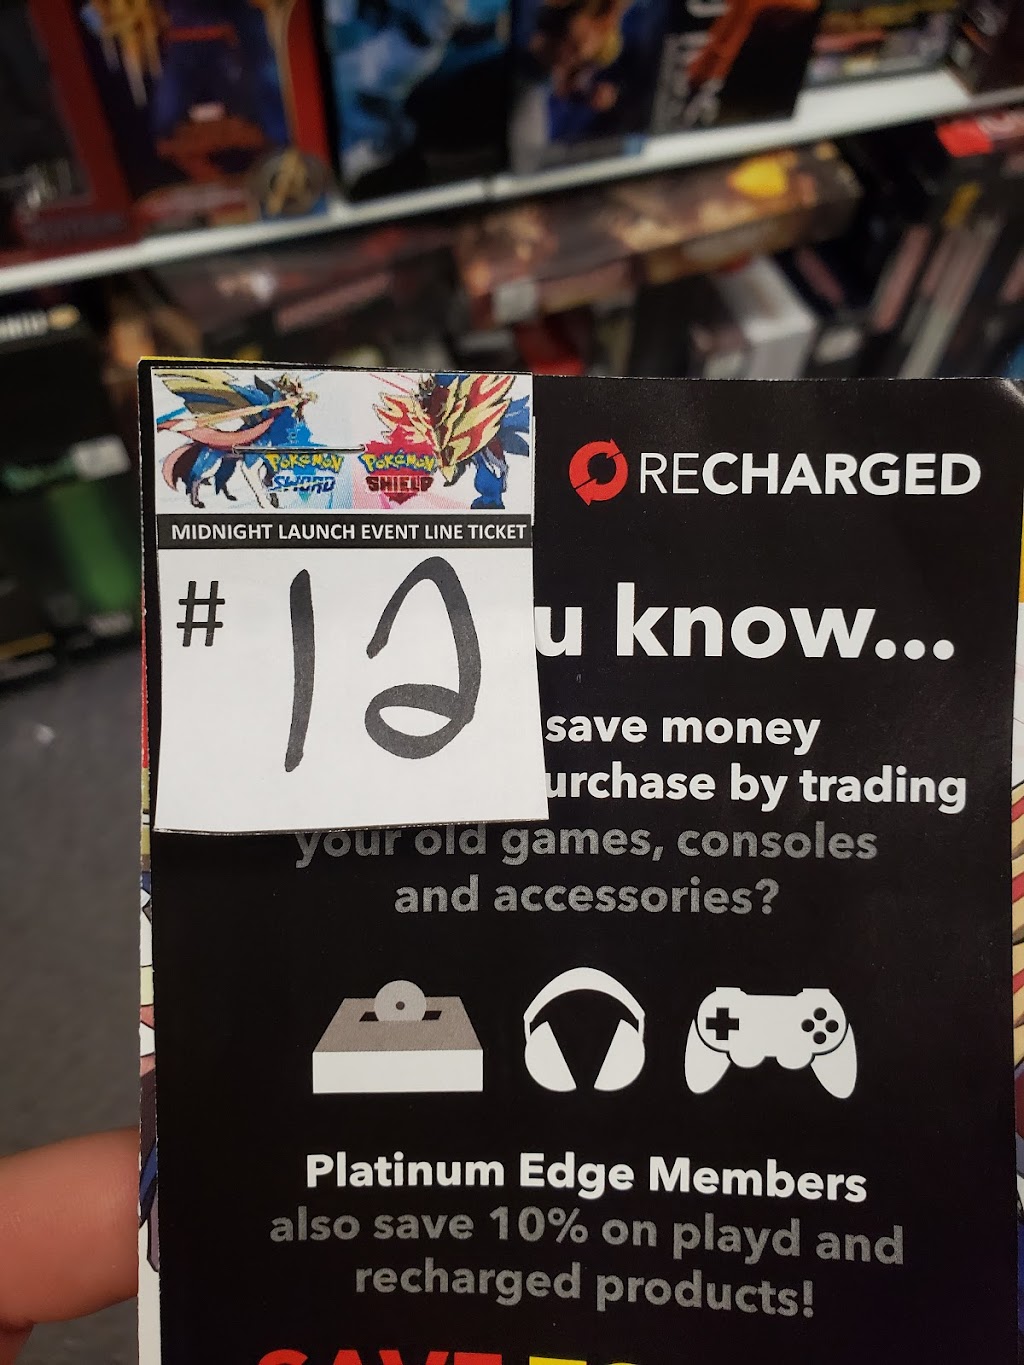 POKÉMON SWORD
POKÉMON SHIELD
MIDNIGHT LAUNCH EVENT LINE TICKET
# 12
RECHARGED
u know...
save money
urchase by trading
your old games, consoles
and accessories?
Platinum Edge Members
also save 10% on playd and
recharged products!
SAVE